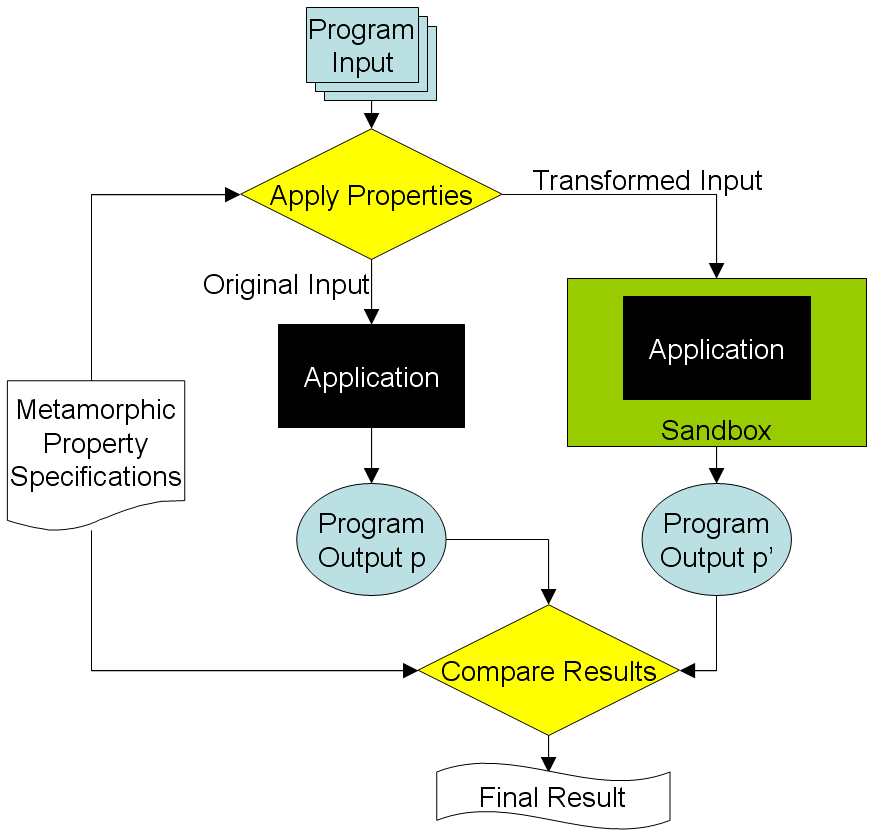 Program
Input
Apply Properties
Transformed Input
Original Input
Application
Application
Sandbox
Metamorphic
Property
Specifications
Program
Output p
Program
Output p’
Compare Results
Final Result